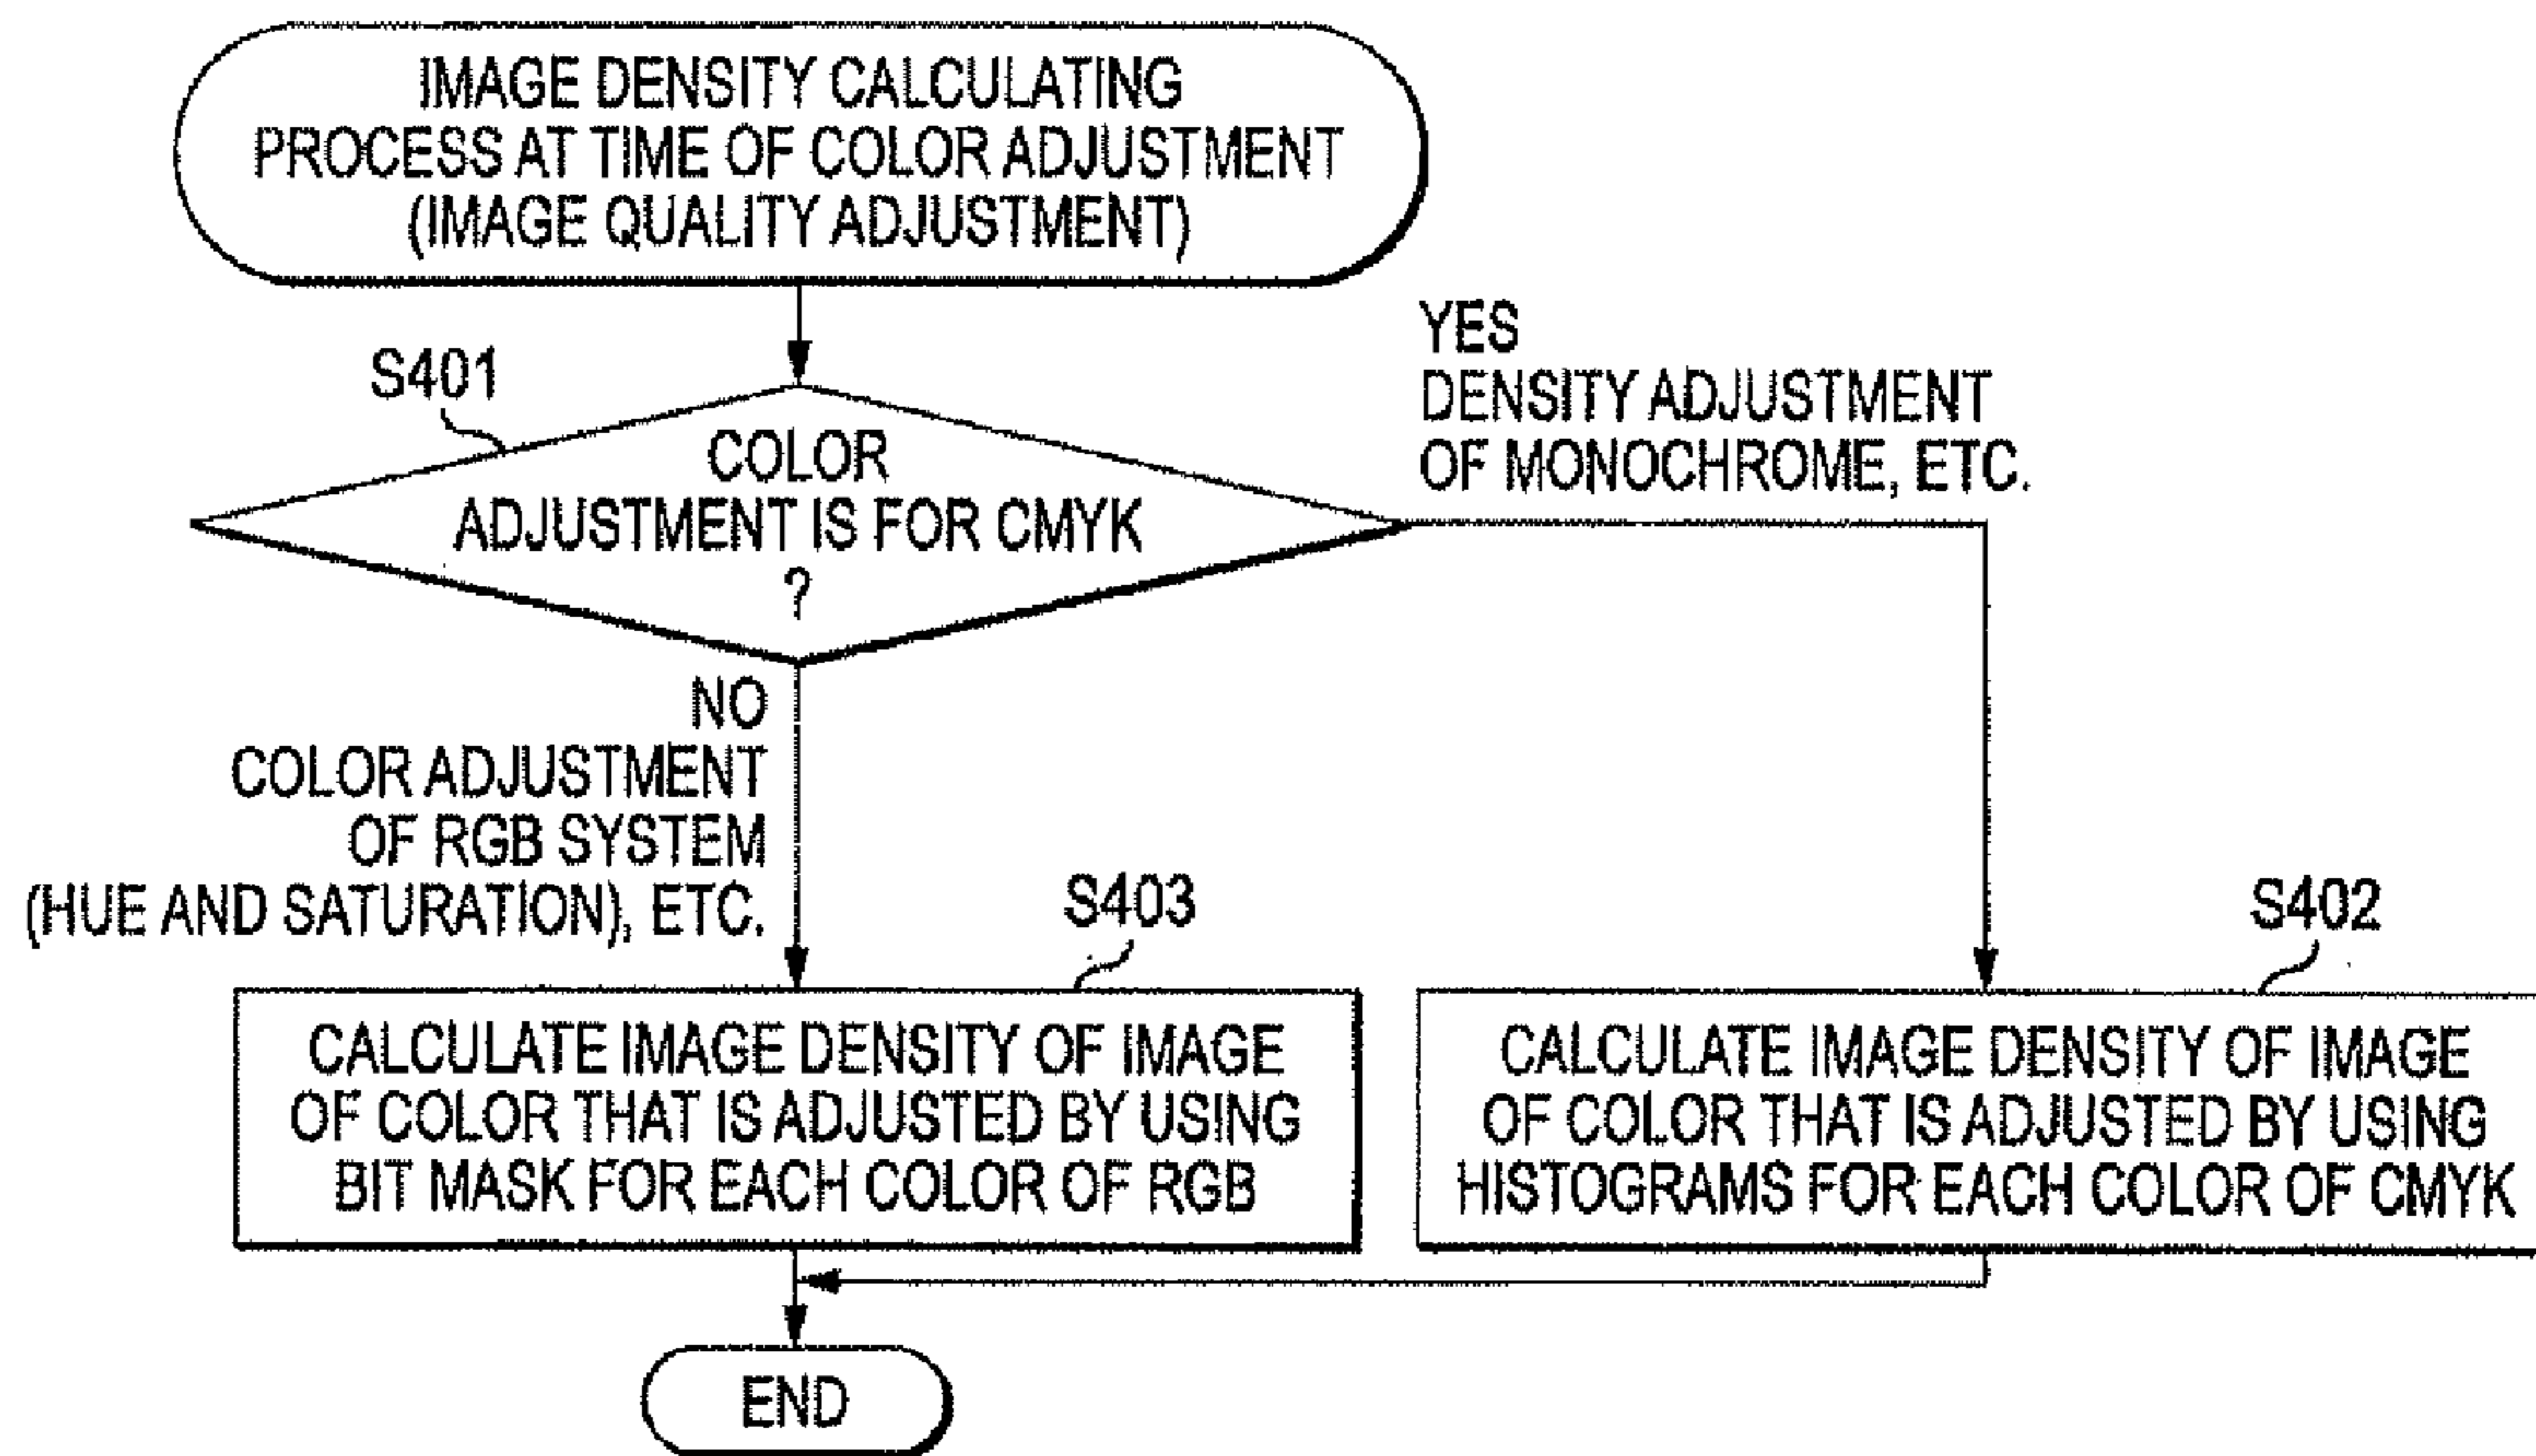 IMAGE DENSITY CALCULATING
PROCESS AT TIME OF COLOR ADJUSTMENT
(IMAGE QUALITY ADJUSTMENT)
S401
COLOR
ADJUSTMENT IS FOR CMYK
?
YES
DENSITY ADJUSTMENT
OF MONOCHROME, ETC.
NO
COLOR ADJUSTMENT
OF RGB SYSTEM
(HUE AND SATURATION), ETC.
S403
CALCULATE IMAGE DENSITY OF IMAGE
OF COLOR THAT IS ADJUSTED BY USING
BIT MASK FOR EACH COLOR OF RGB
S402
CALCULATE IMAGE DENSITY OF IMAGE
OF COLOR THAT IS ADJUSTED BY USING
HISTOGRAMS FOR EACH COLOR OF CMYK
END